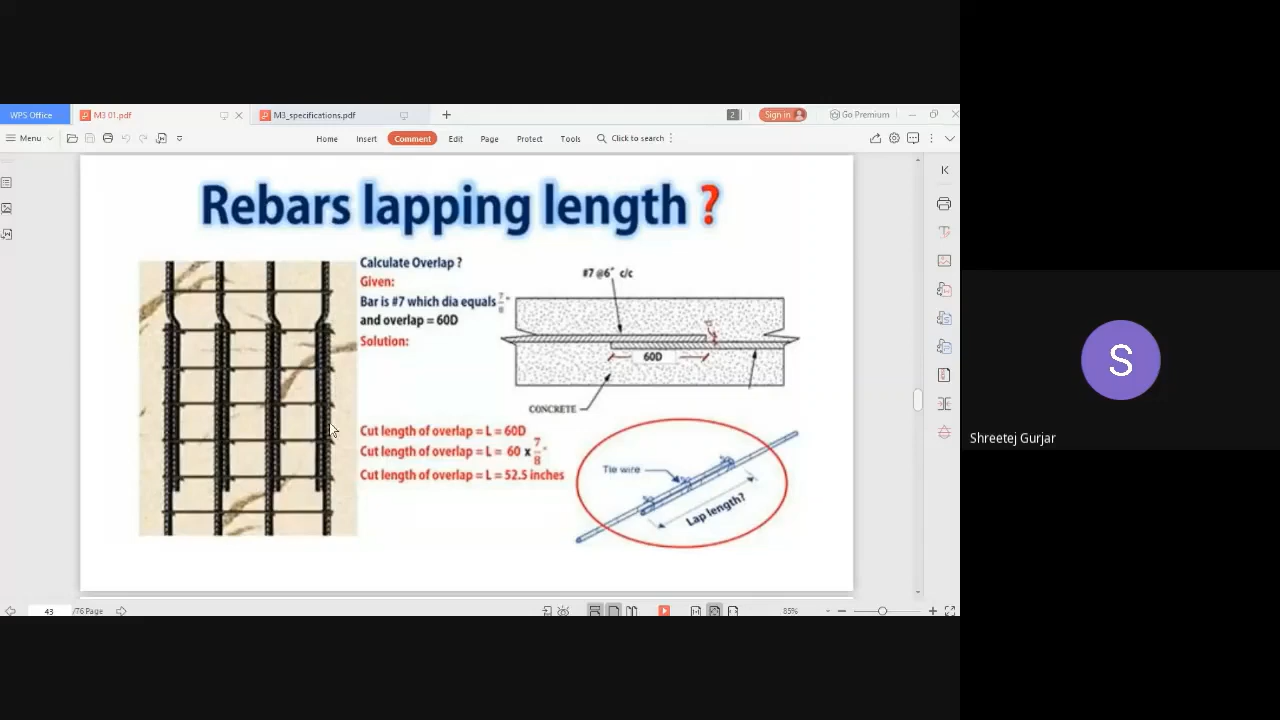 WPS Office
M3 01.pdf
M3_specifications.pdf
2
Sign in
Go Premium
Menu
Home
Insert
Comment
Edit
Page
Protect
Tools
Click to search
Rebars lapping length ?
Calculate Overlap ?
Given:
Bar is #7 which dia equals 7/8"
and overlap = 60D
Solution:
Cut length of overlap = L = 60D
Cut length of overlap = L = 60 x 7/8"
Cut length of overlap = L = 52.5 inches
#7 @6" c/c
60D
CONCRETE
Tie wire
Lap length?
S
Shreetej Gurjar
43 /76 Page
85%